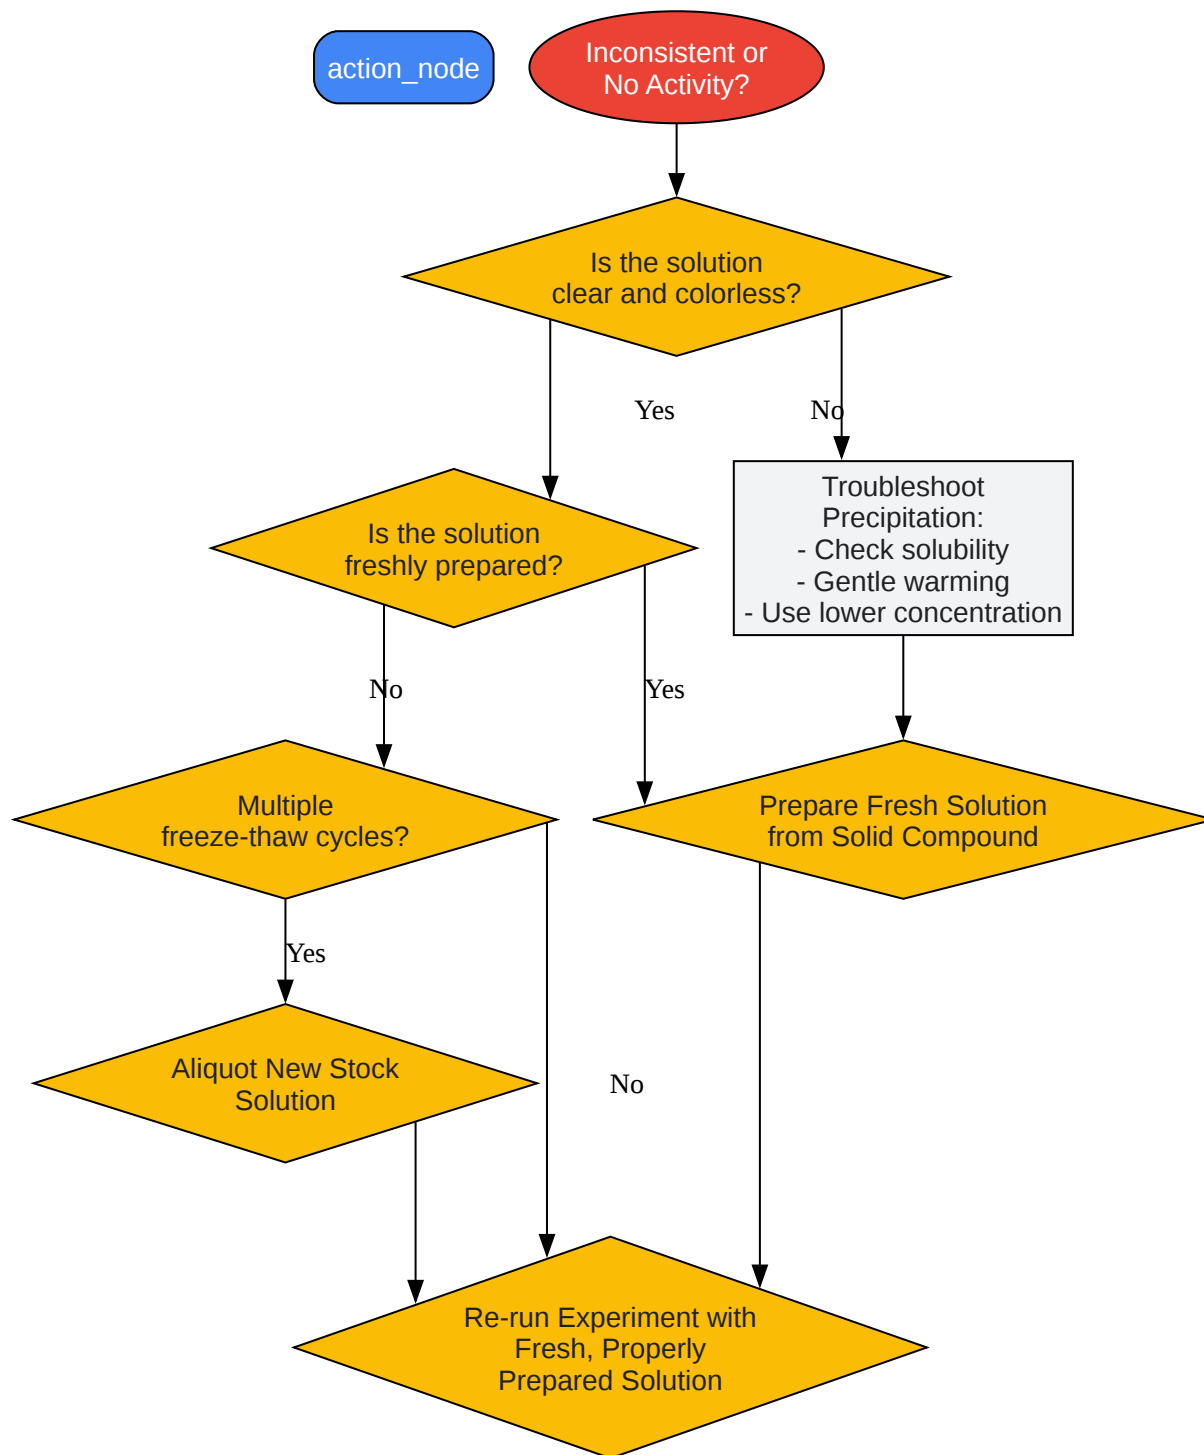 action_node
Inconsistent or
No Activity?
Is the solution
clear and colorless?
Yes
No
Is the solution
freshly prepared?
Troubleshoot
Precipitation:
- Check solubility
- Gentle warming
- Use lower concentration
No
Yes
Multiple
freeze-thaw cycles?
Prepare Fresh Solution
from Solid Compound
Yes
Aliquot New Stock
Solution
No
Re-run Experiment with
Fresh, Properly
Prepared Solution